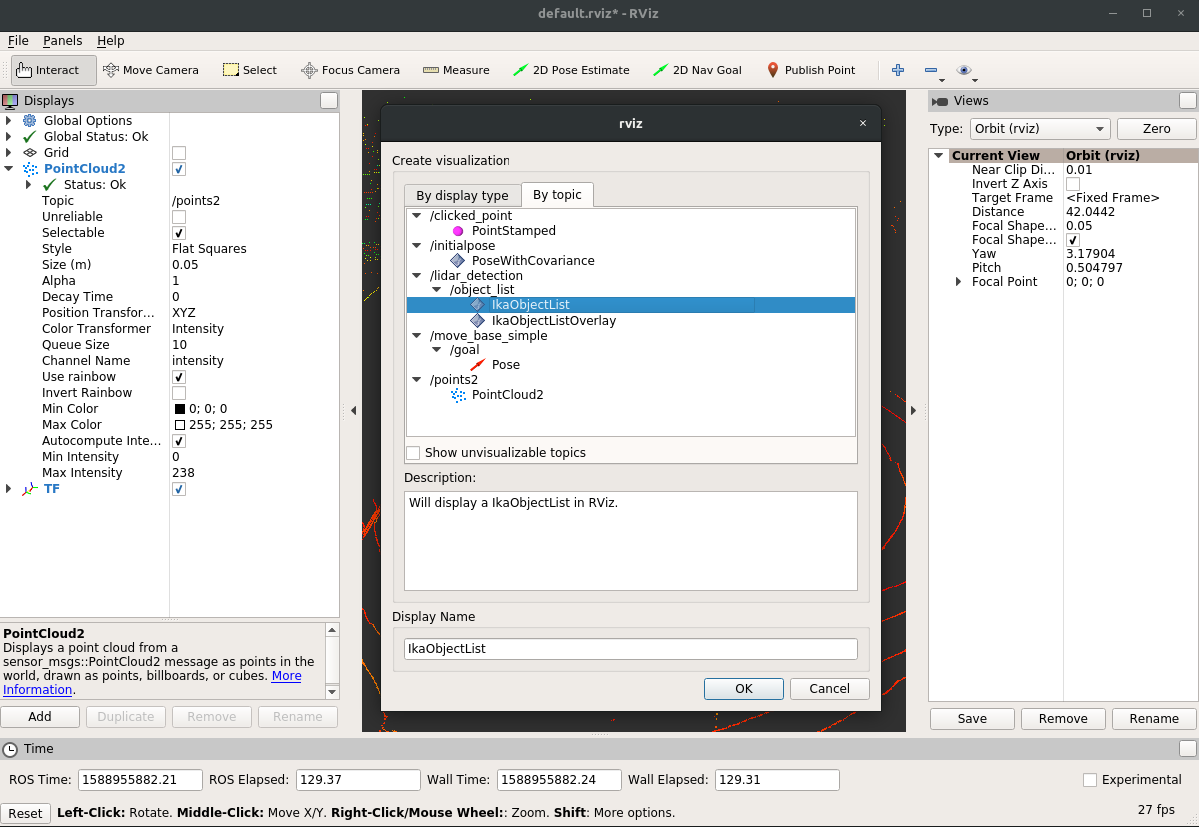 default.rviz* - RViz
File Panels Help
Interact Move Camera Select Focus Camera Measure 2D Pose Estimate 2D Nav Goal Publish Point
Displays
Global Options
Global Status: Ok
Grid
PointCloud2
Status: Ok
Topic /points2
Unreliable
Selectable
Style Flat Squares
Size (m) 0.05
Alpha 1
Decay Time 0
Position Transfor... XYZ
Color Transformer Intensity
Queue Size 10
Channel Name intensity
Use rainbow
Invert Rainbow
Min Color 0; 0; 0
Max Color 255; 255; 255
Autocompute Inte...
Min Intensity 0
Max Intensity 238
TF
PointCloud2
Displays a point cloud from a
sensor_msgs::PointCloud2 message as points in the
world, drawn as points, billboards, or cubes. More
Information.
Add Duplicate Remove Rename
rviz
Create visualization
By display type By topic
/clicked_point
PointStamped
/initialpose
PoseWithCovariance
/lidar_detection
/object_list
IkaObjectList
IkaObjectListOverlay
/move_base_simple
/goal
Pose
/points2
PointCloud2
Show unvisualizable topics
Description:
Will display a IkaObjectList in RViz.
Display Name
IkaObjectList
OK Cancel
Views
Type: Orbit (rviz) Zero
Current View Orbit (rviz)
Near Clip Di... 0.01
Invert Z Axis
Target Frame <Fixed Frame>
Distance 42.0442
Focal Shape... 0.05
Focal Shape...
Yaw 3.17904
Pitch 0.504797
Focal Point 0; 0; 0
Save Remove Rename
Time
ROS Time: 1588955882.21 ROS Elapsed: 129.37 Wall Time: 1588955882.24 Wall Elapsed: 129.31 Experimental
Reset Left-Click: Rotate. Middle-Click: Move X/Y. Right-Click/Mouse Wheel:: Zoom. Shift: More options. 27 fps